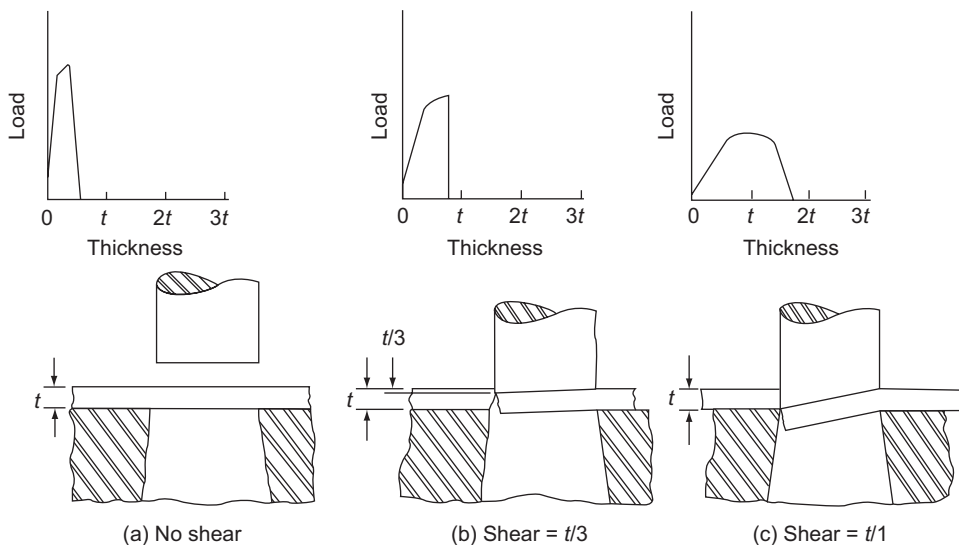 Load
0 t 2t 3t
Thickness
Load
0 t 2t 3t
Thickness
Load
0 t 2t 3t
Thickness
t
t/3
t
t
(a) No shear
(b) Shear = t/3
(c) Shear = t/1